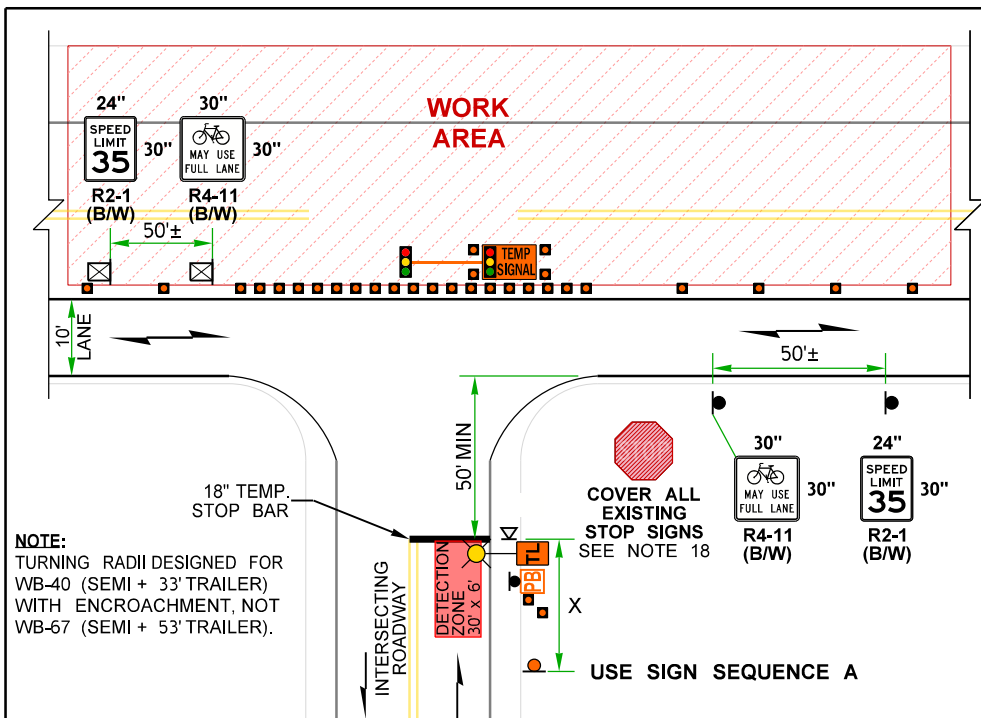 WORK
AREA
24"
SPEED
LIMIT
35
30"
R2-1
(B/W)
30"
MAY USE
FULL LANE
30"
R4-11
(B/W)
50'±
TEMP
SIGNAL
10'
LANE
50'±
50' MIN
STOP
COVER ALL
EXISTING
STOP SIGNS
SEE NOTE 18
30"
MAY USE
FULL LANE
30"
R4-11
(B/W)
24"
SPEED
LIMIT
35
30"
R2-1
(B/W)
18" TEMP.
STOP BAR
NOTE:
TURNING RADII DESIGNED FOR
WB-40 (SEMI + 33' TRAILER)
WITH ENCROACHMENT, NOT
WB-67 (SEMI + 53' TRAILER).
INTERSECTING
ROADWAY
DETECTION
ZONE
30' x 6'
TL
PB
X
USE SIGN SEQUENCE A